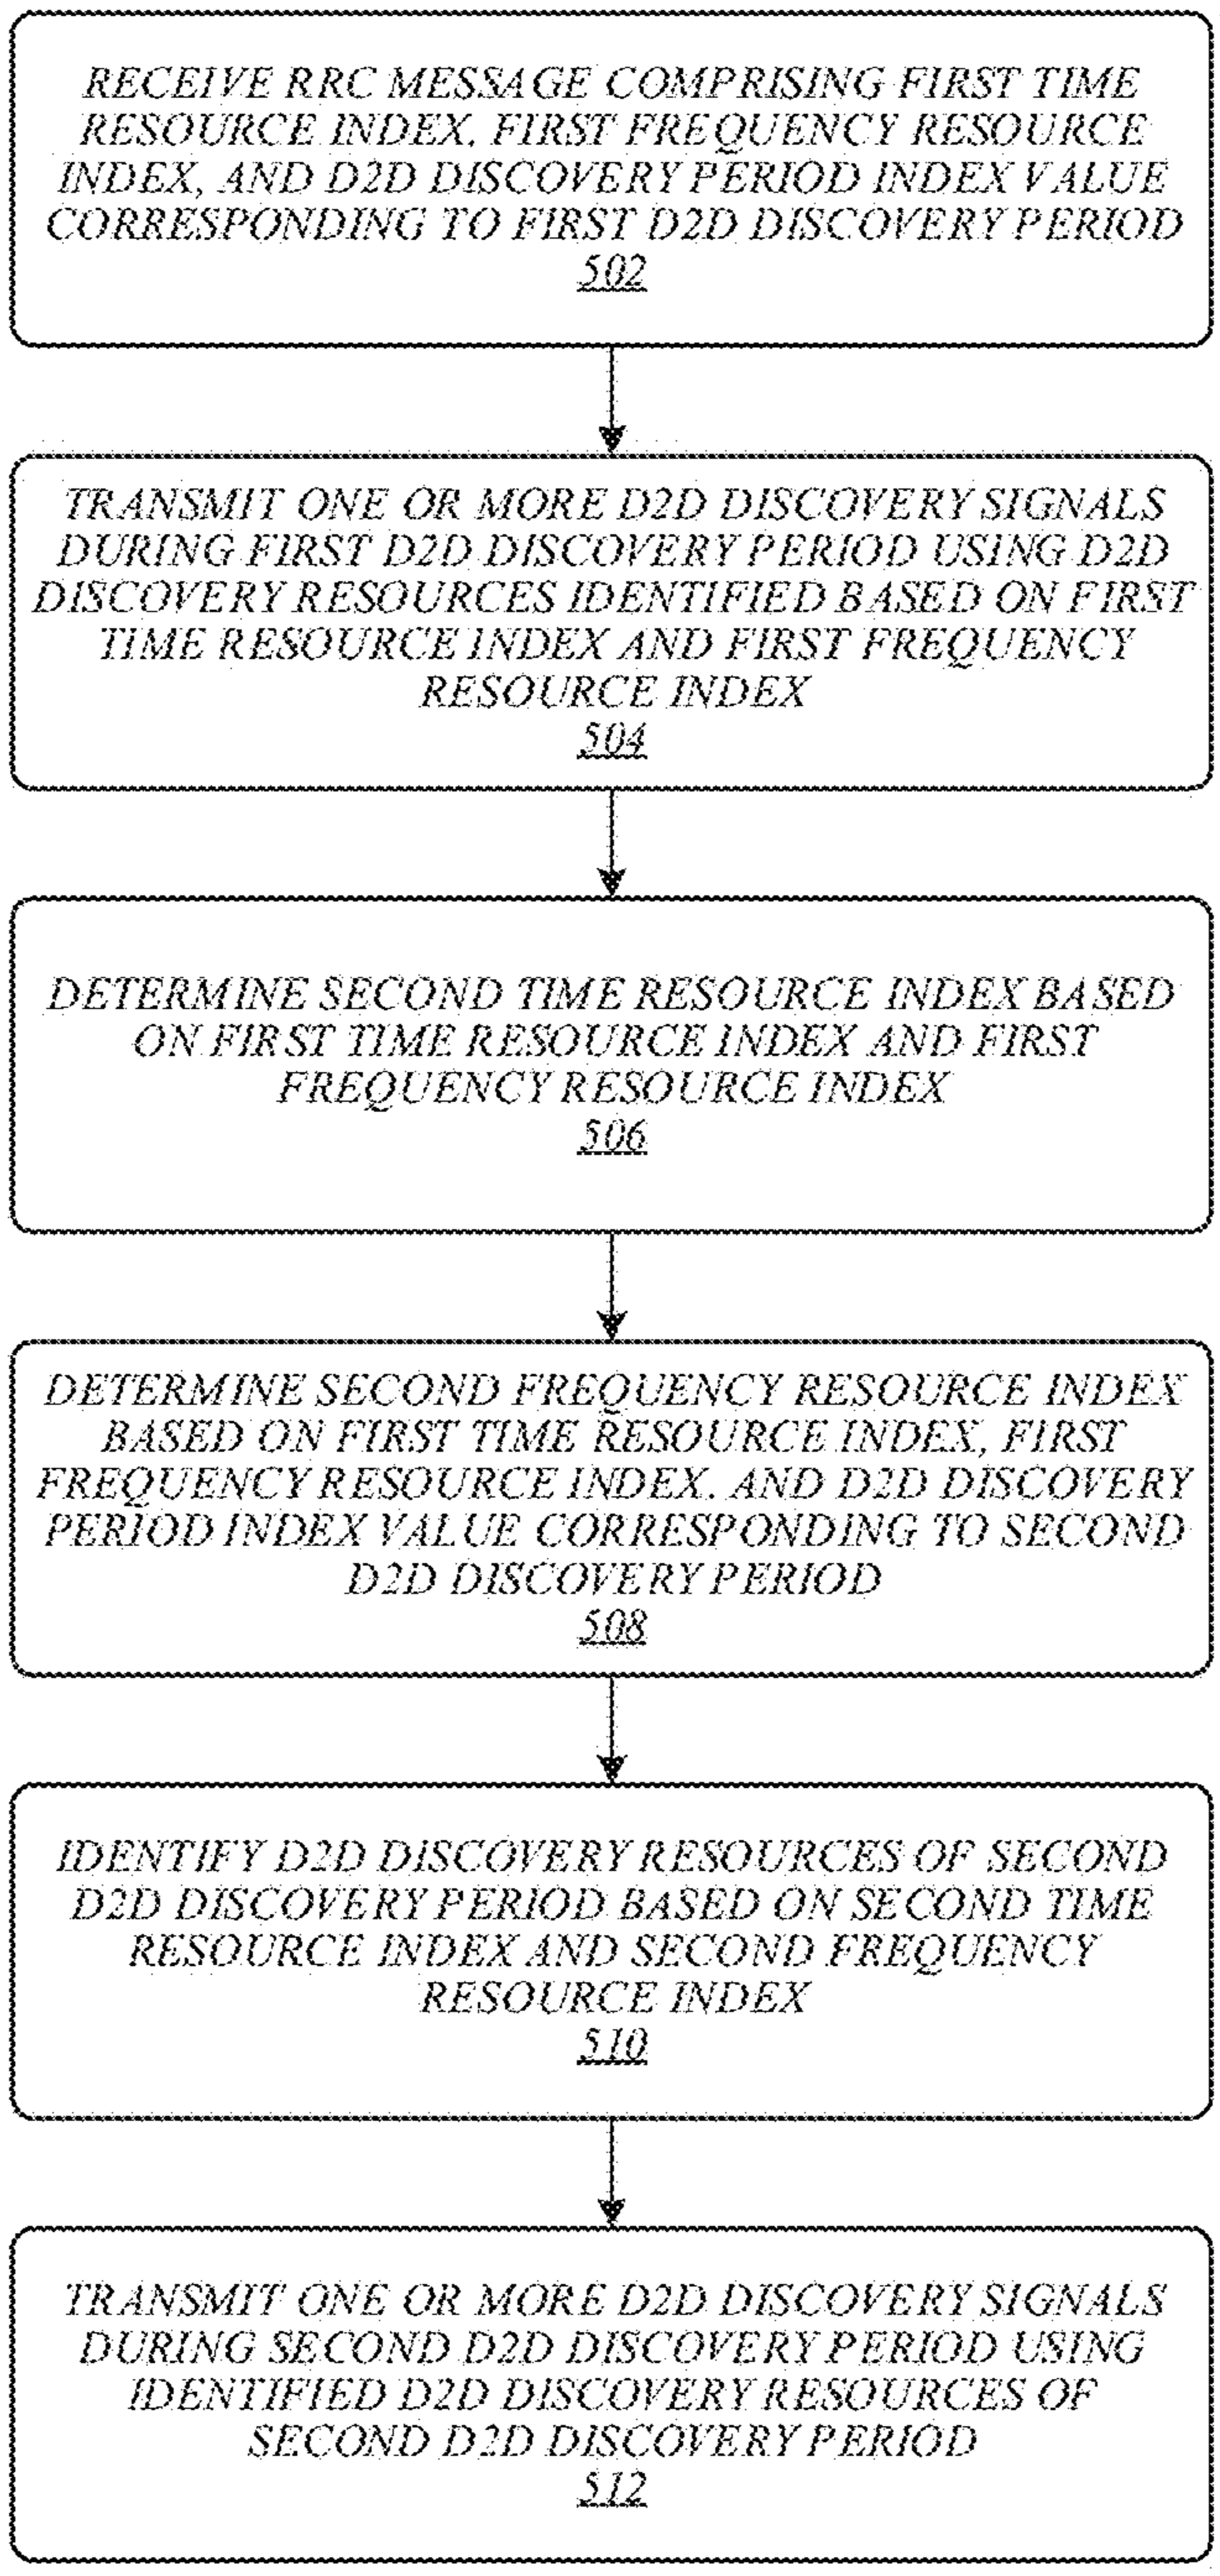 RECEIVE RRC MESSAGE COMPRISING FIRST TIME
RESOURCE INDEX, FIRST FREQUENCY RESOURCE
INDEX, AND D2D DISCOVERY PERIOD INDEX VALUE
CORRESPONDING TO FIRST D2D DISCOVERY PERIOD
502
TRANSMIT ONE OR MORE D2D DISCOVERY SIGNALS
DURING FIRST D2D DISCOVERY PERIOD USING D2D
DISCOVERY RESOURCES IDENTIFIED BASED ON FIRST
TIME RESOURCE INDEX AND FIRST FREQUENCY
RESOURCE INDEX
504
DETERMINE SECOND TIME RESOURCE INDEX BASED
ON FIRST TIME RESOURCE INDEX AND FIRST
FREQUENCY RESOURCE INDEX
506
DETERMINE SECOND FREQUENCY RESOURCE INDEX
BASED ON FIRST TIME RESOURCE INDEX, FIRST
FREQUENCY RESOURCE INDEX, AND D2D DISCOVERY
PERIOD INDEX VALUE CORRESPONDING TO SECOND
D2D DISCOVERY PERIOD
508
IDENTIFY D2D DISCOVERY RESOURCES OF SECOND
D2D DISCOVERY PERIOD BASED ON SECOND TIME
RESOURCE INDEX AND SECOND FREQUENCY
RESOURCE INDEX
510
TRANSMIT ONE OR MORE D2D DISCOVERY SIGNALS
DURING SECOND D2D DISCOVERY PERIOD USING
IDENTIFIED D2D DISCOVERY RESOURCES OF
SECOND D2D DISCOVERY PERIOD
512